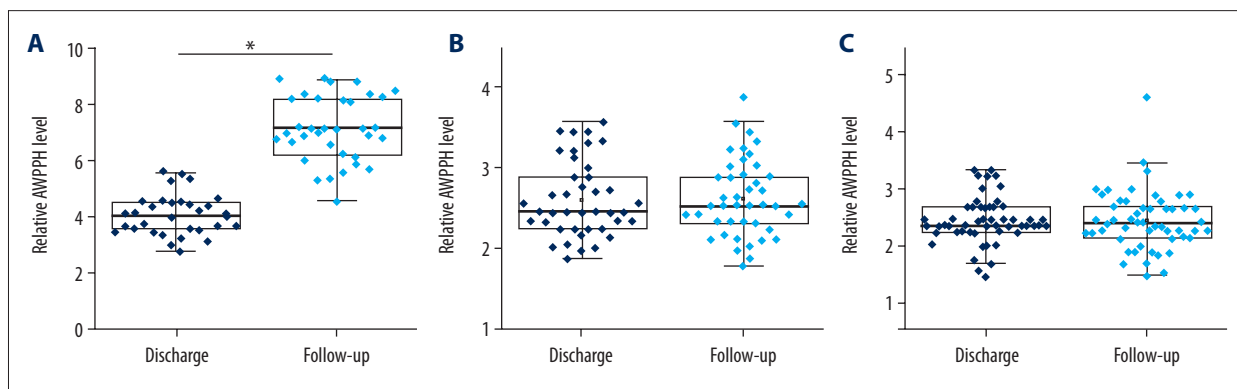 A
Relative AWPPH level
10
8
6
4
2
0
*
Discharge
Follow-up
B
Relative AWPPH level
4
3
2
1
Discharge
Follow-up
C
Relative AWPPH level
5
4
3
2
1
Discharge
Follow-up